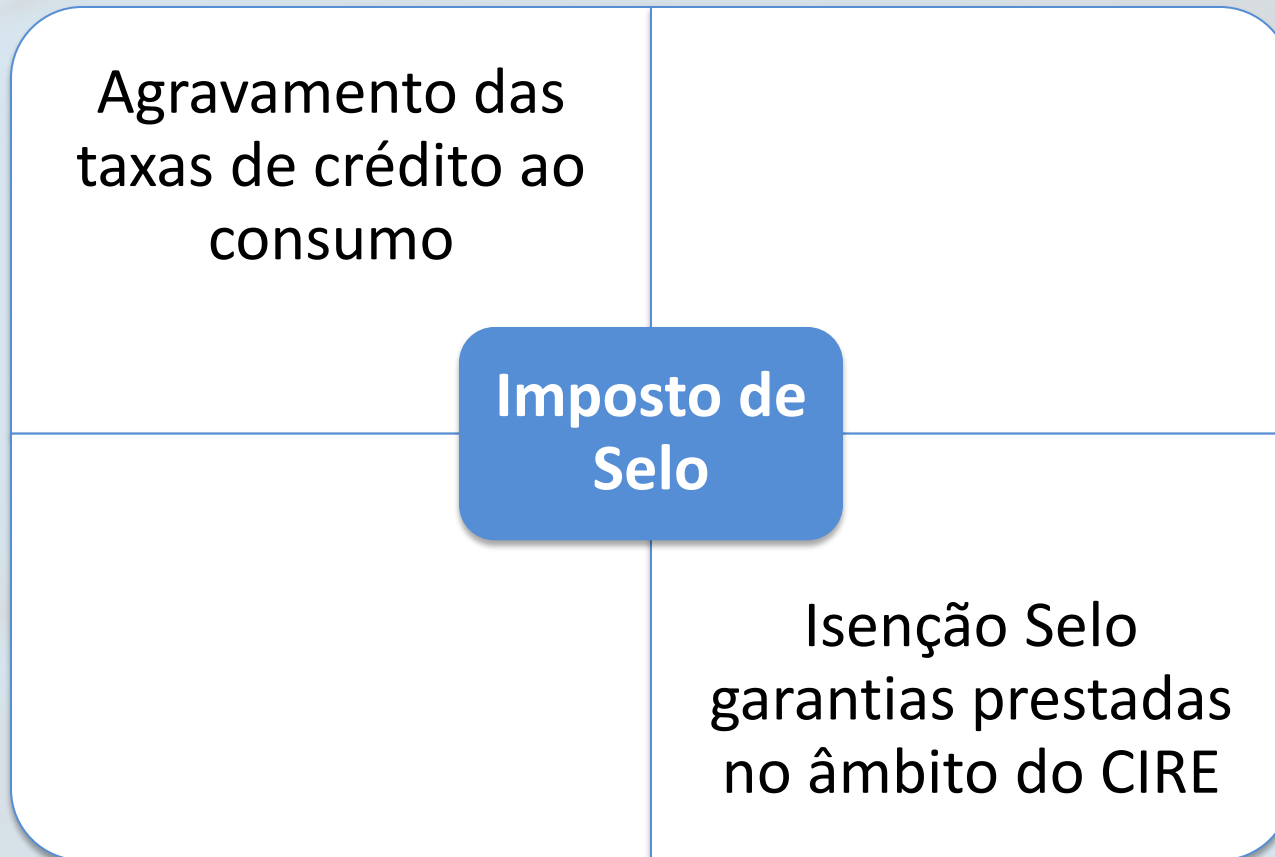 Agravamento das
taxas de crédito ao
consumo
Imposto de
Selo
Isenção Selo
garantias prestadas
no âmbito do CIRE